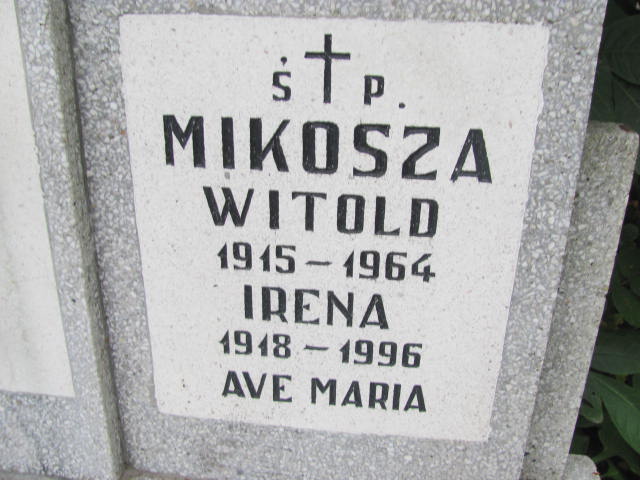 Ś † P.
MIKOSZA
WITOLD
1915 – 1964
IRENA
1918 – 1996
AVE MARIA